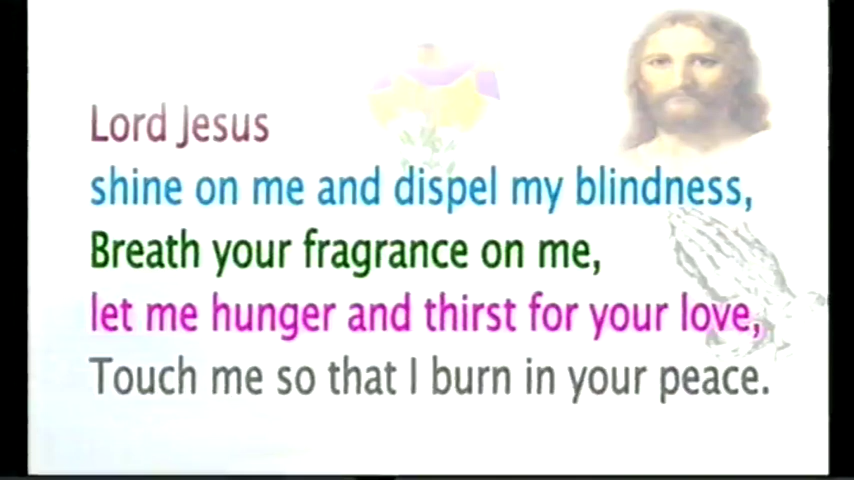 Lord Jesus
shine on me and dispel my blindness,
Breath your fragrance on me,
let me hunger and thirst for your love,
Touch me so that I burn in your peace.